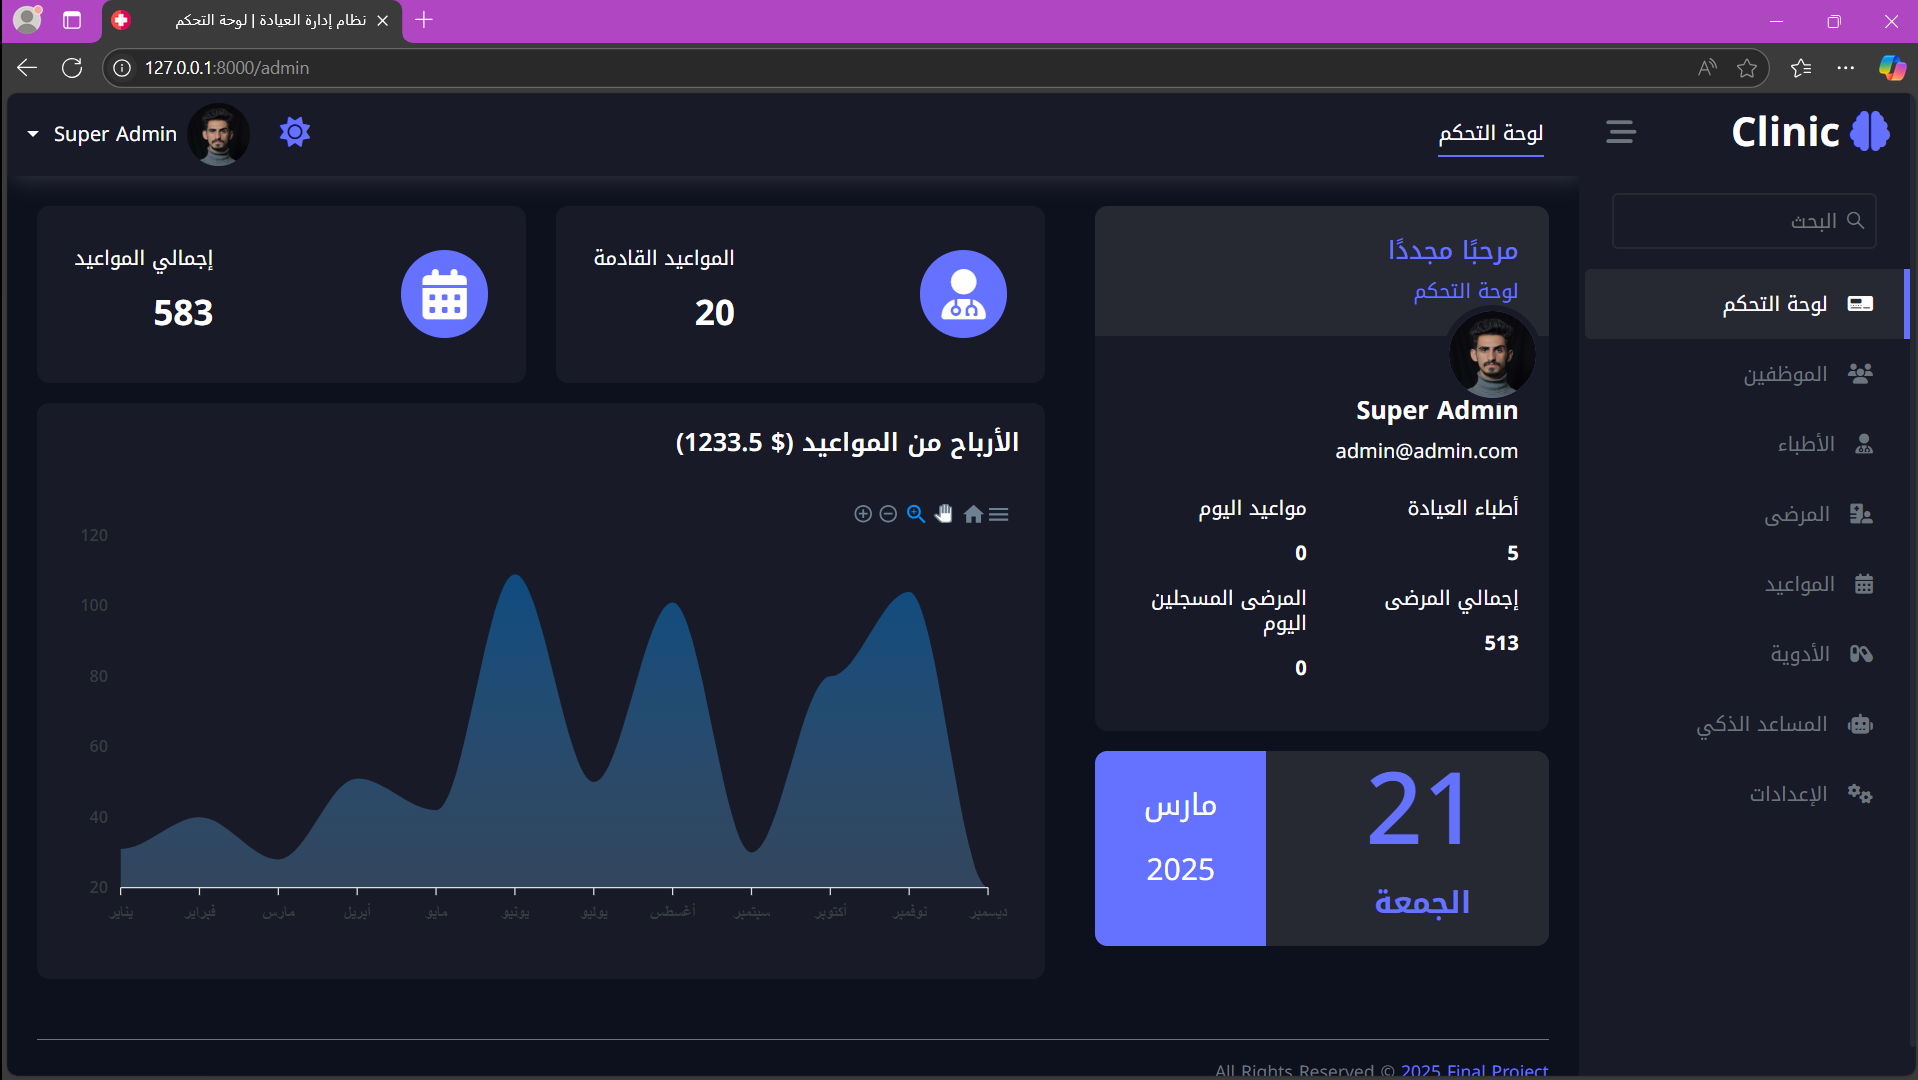 نظام إدارة العيادة | لوحة التحكم
127.0.0.1:8000/admin
Clinic
لوحة التحكم
Super Admin
البحث
لوحة التحكم
الموظفين
الأطباء
المرضى
المواعيد
الأدوية
المساعد الذكي
الإعدادات
مرحبًا مجددًا
لوحة التحكم
Super Admin
admin@admin.com
أطباء العيادة
5
مواعيد اليوم
0
إجمالي المرضى
513
المرضى المسجلين
اليوم
0
21
الجمعة
مارس
2025
المواعيد القادمة
20
إجمالي المواعيد
583
الأرباح من المواعيد ($ 1233.5)
120
100
80
60
40
20
يناير
فبراير
مارس
أبريل
مايو
يونيو
يوليو
أغسطس
سبتمبر
أكتوبر
نوفمبر
ديسمبر
All Rights Reserved © 2025 Final Project